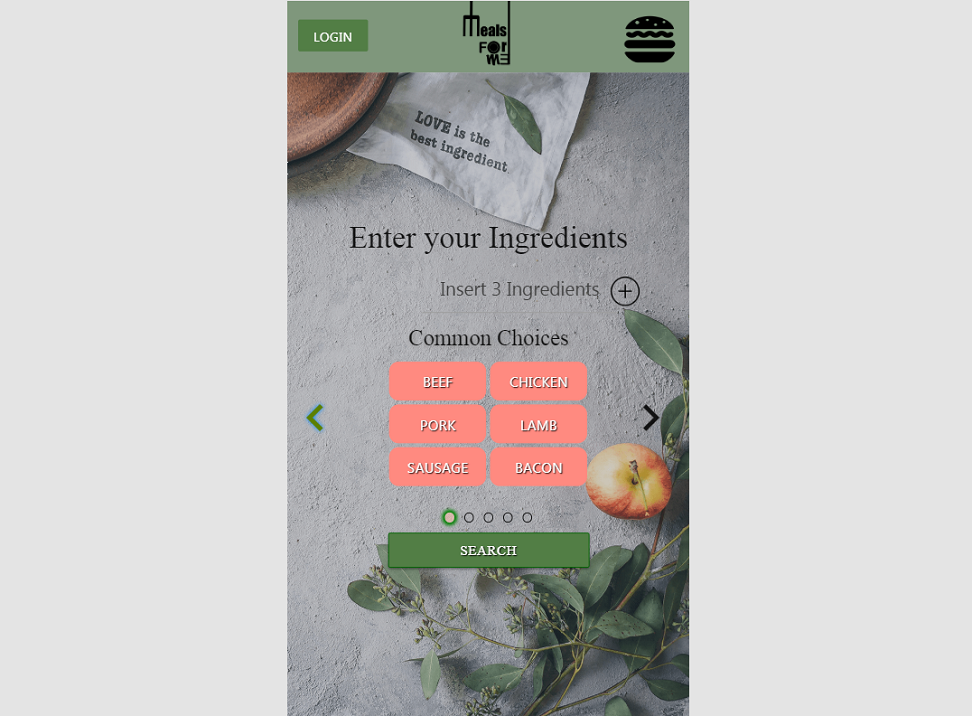 LOGIN
meals
FOr
ME
LOVE is the
best ingredient
Enter your Ingredients
Insert 3 Ingredients
Common Choices
BEEF
CHICKEN
PORK
LAMB
SAUSAGE
BACON
SEARCH